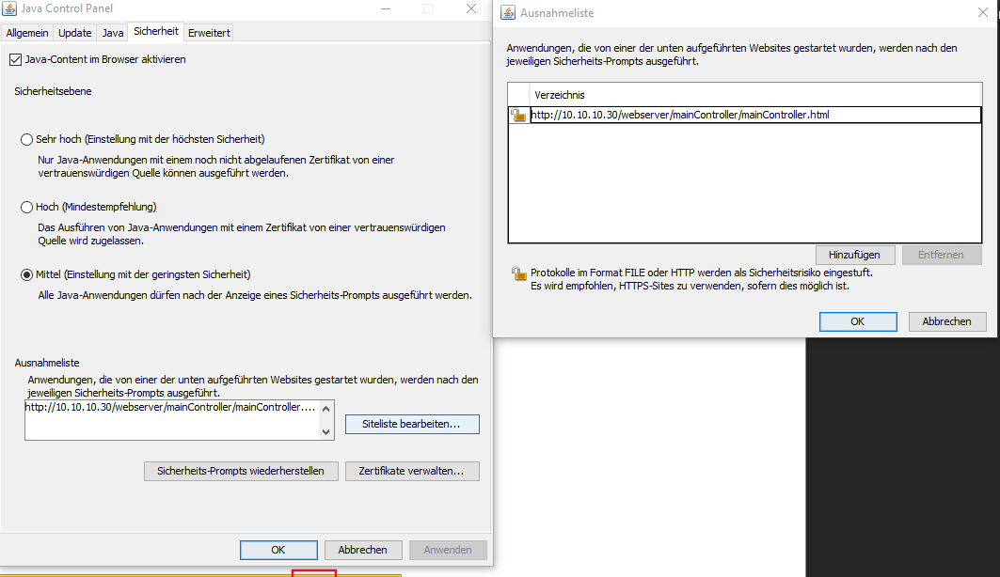 Java Control Panel
Allgemein Update Java Sicherheit Erweitert
Java-Content im Browser aktivieren
Sicherheitsebene
Sehr hoch (Einstellung mit der höchsten Sicherheit)
Nur Java-Anwendungen mit einem noch nicht abgelaufenen Zertifikat von einer
vertrauenswürdigen Quelle können ausgeführt werden.
Hoch (Mindestempfehlung)
Das Ausführen von Java-Anwendungen mit einem Zertifikat von einer vertrauenswürdigen
Quelle wird zugelassen.
Mittel (Einstellung mit der geringsten Sicherheit)
Alle Java-Anwendungen dürfen nach der Anzeige eines Sicherheits-Prompts ausgeführt werden.
Ausnahmeliste
Anwendungen, die von einer der unten aufgeführten Websites gestartet wurden, werden nach den
jeweiligen Sicherheits-Prompts ausgeführt.
http://10.10.10.30/webserver/mainController/mainController....
Siteliste bearbeiten...
Sicherheits-Prompts wiederherstellen
Zertifikate verwalten...
OK
Abbrechen
Anwenden
Ausnahmeliste
Anwendungen, die von einer der unten aufgeführten Websites gestartet wurden, werden nach den
jeweiligen Sicherheits-Prompts ausgeführt.
Verzeichnis
http://10.10.10.30/webserver/mainController/mainController.html
Hinzufügen
Entfernen
Protokolle im Format FILE oder HTTP werden als Sicherheitsrisiko eingestuft.
Es wird empfohlen, HTTPS-Sites zu verwenden, sofern dies möglich ist.
OK
Abbrechen